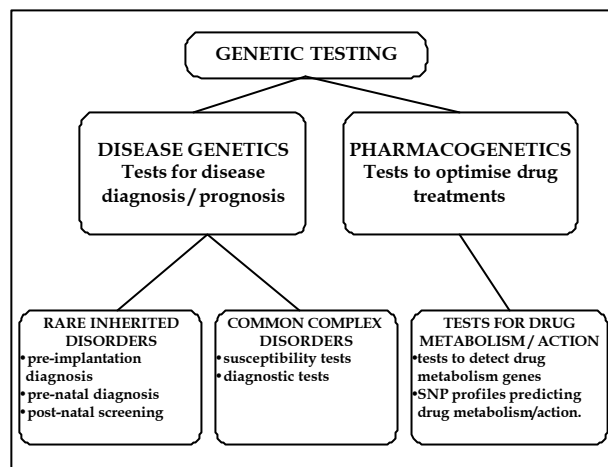 GENETIC TESTING
DISEASE GENETICS
Tests for disease
diagnosis / prognosis
PHARMACOGENETICS
Tests to optimise drug
treatments
RARE INHERITED
DISORDERS
•pre-implantation
diagnosis
•pre-natal diagnosis
•post-natal screening
COMMON COMPLEX
DISORDERS
•susceptibility tests
•diagnostic tests
TESTS FOR DRUG
METABOLISM / ACTION
•tests to detect drug
metabolism genes
•SNP profiles predicting
drug metabolism/action.